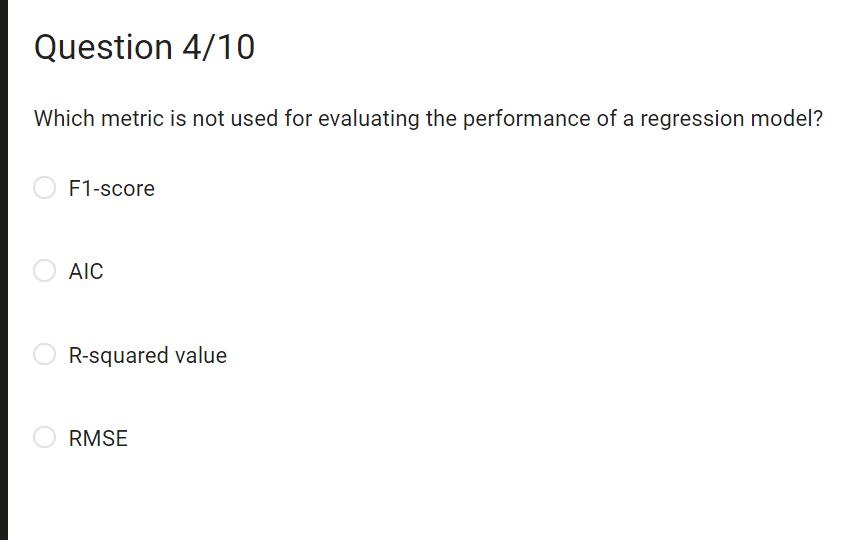 Question 4/10
Which metric is not used for evaluating the performance of a regression model?
F1-score
AIC
R-squared value
RMSE